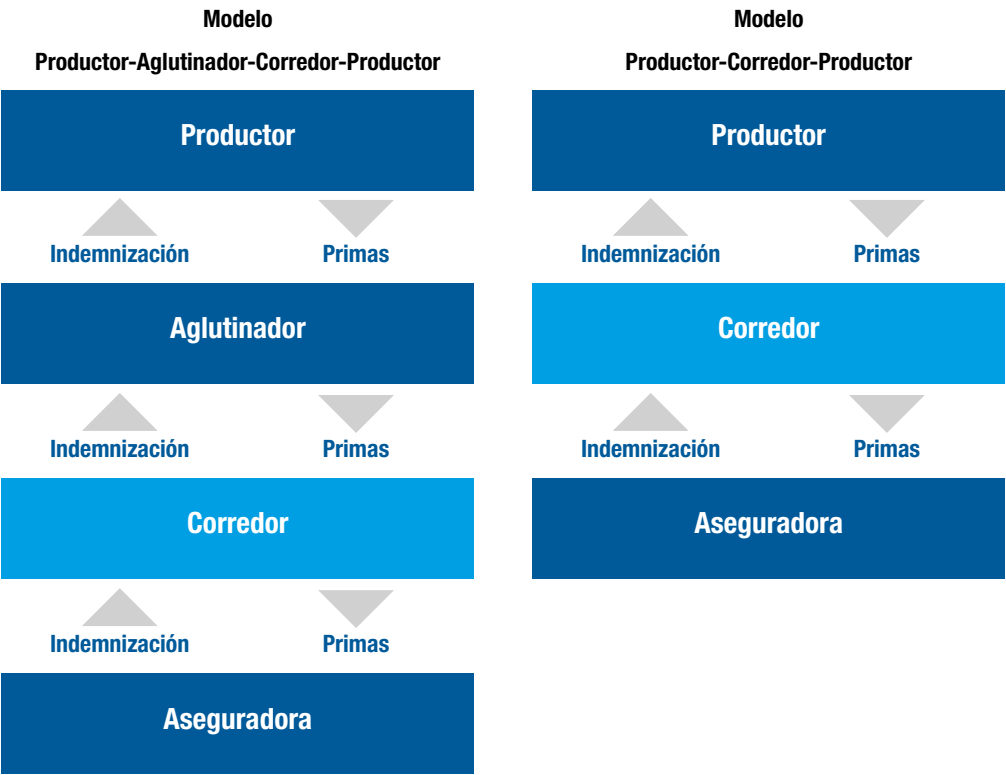 Modelo
Productor-Aglutinador-Corredor-Productor
Productor
Indemnización Primas
Aglutinador
Indemnización Primas
Corredor
Indemnización Primas
Aseguradora
Modelo
Productor-Corredor-Productor
Productor
Indemnización Primas
Corredor
Indemnización Primas
Aseguradora